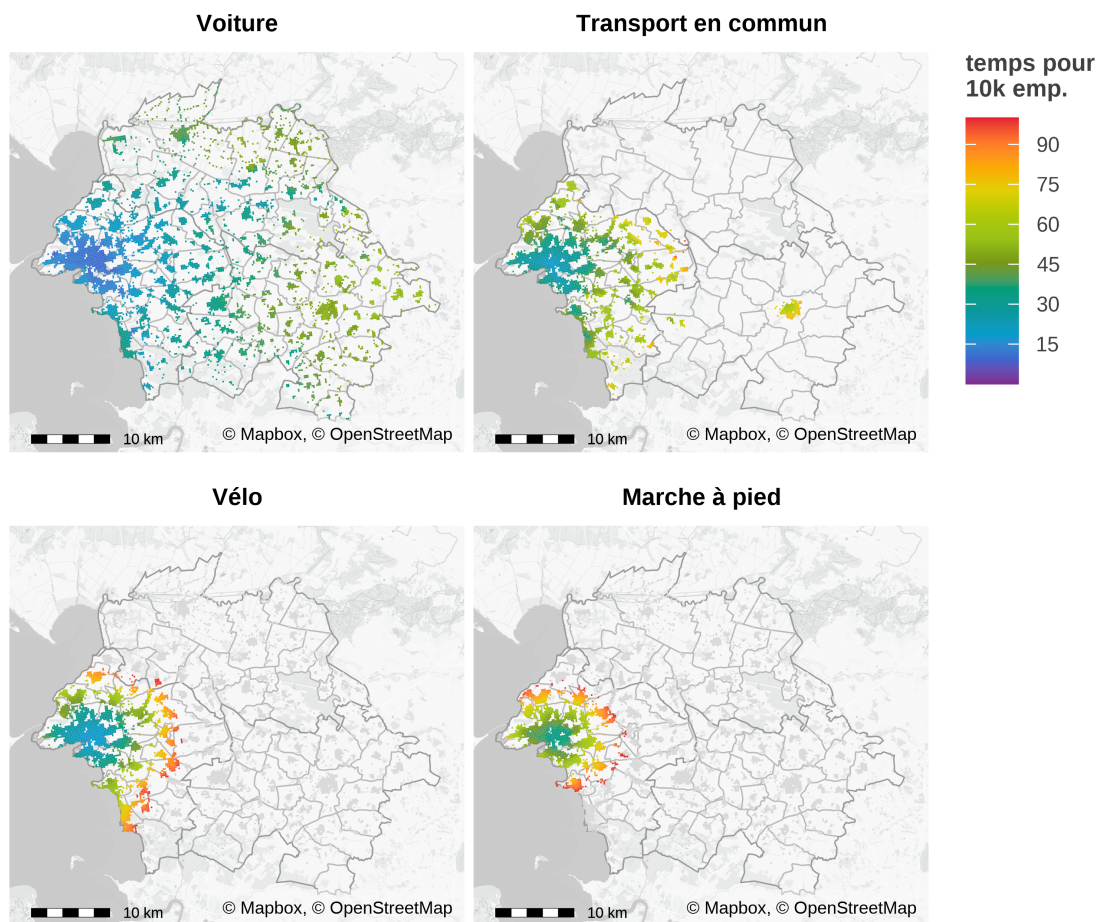 Voiture
Transport en commun
temps pour
10k emp.
90
75
60
45
30
15
10 km
© Mapbox, © OpenStreetMap
10 km
© Mapbox, © OpenStreetMap
Vélo
Marche à pied
10 km
© Mapbox, © OpenStreetMap
10 km
© Mapbox, © OpenStreetMap